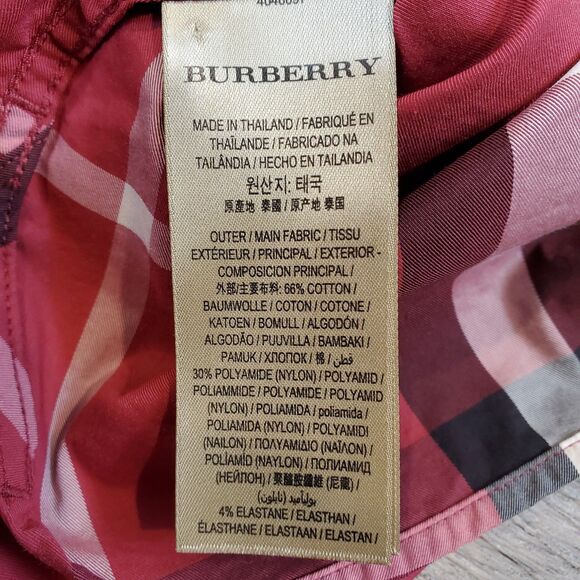 BURBERRY
MADE IN THAILAND / FABRIQUÉ EN
THAÏLANDE / FABRICADO NA
TAILÂNDIA / HECHO EN TAILANDIA
원산지: 태국
原產地 泰國 / 原产地 泰国
OUTER / MAIN FABRIC / TISSU
EXTÉRIEUR / PRINCIPAL / EXTERIOR -
COMPOSICIÓN PRINCIPAL /
外部/主要布料: 66% COTTON /
BAUMWOLLE / COTON / COTONE /
KATOEN / BOMULL / ALGODÓN /
ALGODÃO / PUUVILLA / BAMBAKI /
PAMUK / ХЛОПОК / 棉 / قطن /
30% POLYAMIDE (NYLON) / POLYAMID /
POLIAMMIDE / POLYAMIDE / POLYAMID
(NYLON) / POLIAMIDA / poliamida /
POLYAMIDI (NYLON) / POLIAMID
(NAILON) / ΠΟΛΥΑΜΙΔΙΟ (ΝΑΪΛΟΝ) /
POLÍAMÍD (NAYLON) / ПОЛИАМИД
(НЕЙЛОН) / 聚醯胺纖維 (尼龍) /
بولياميد (نايلون) /
4% ELASTANE / ELASTHAN /
ÉLASTHANE / ELASTAAN / ELASTAN /